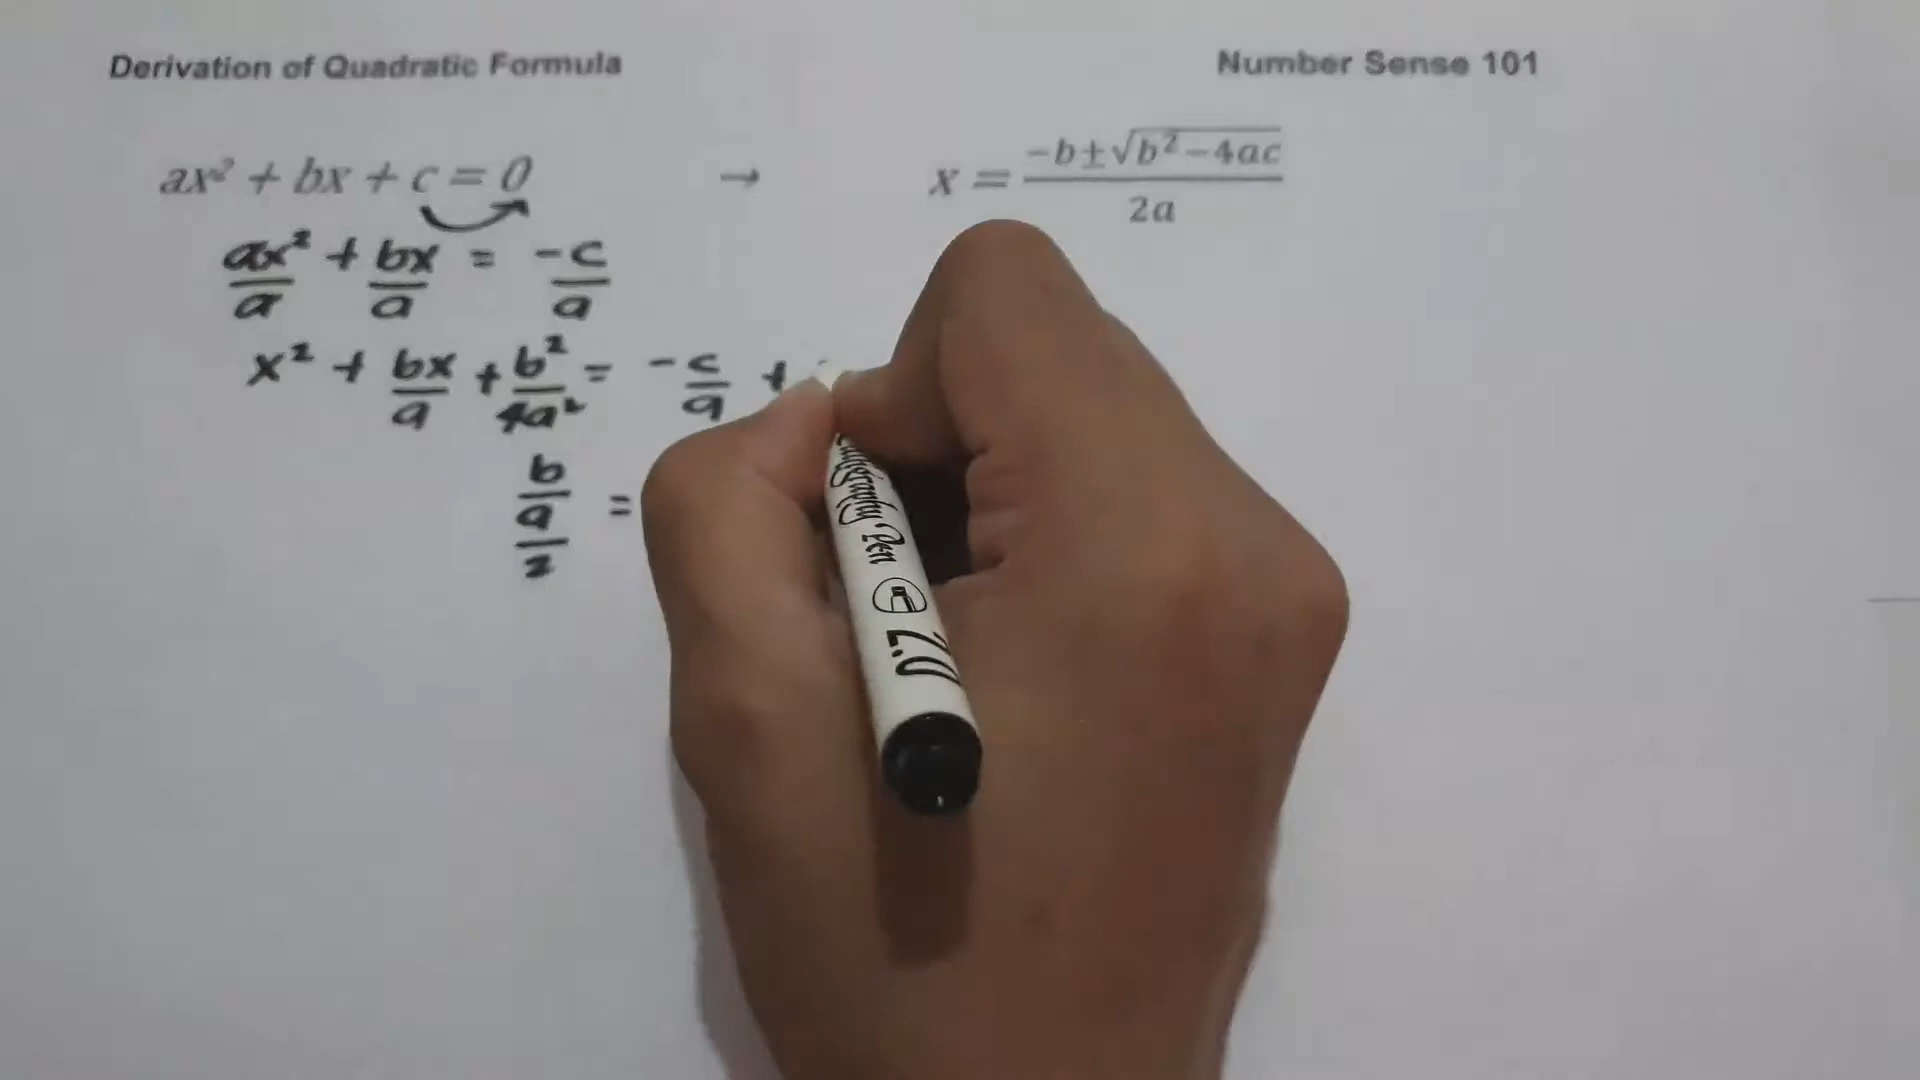 Derivation of Quadratic Formula
Number Sense 101
ax² + bx + c = 0 → x = (-b±√(b²-4ac))/2a
ax²/a + bx/a = -c/a
x² + bx/a + b²/4a² = -c/a +
b/a/2 =
Pen 2.0